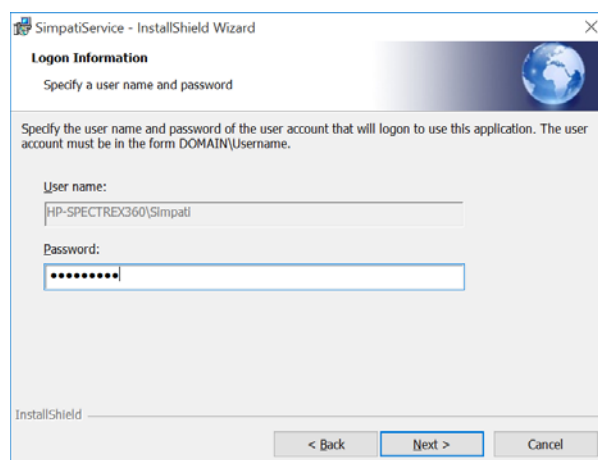 SimpatiService - InstallShield Wizard
Logon Information
Specify a user name and password
Specify the user name and password of the user account that will logon to use this application. The user
account must be in the form DOMAIN\Username.
User name:
HP-SPECTREX360\Simpati
Password:
●●●●●●●●●
InstallShield
< Back Next > Cancel